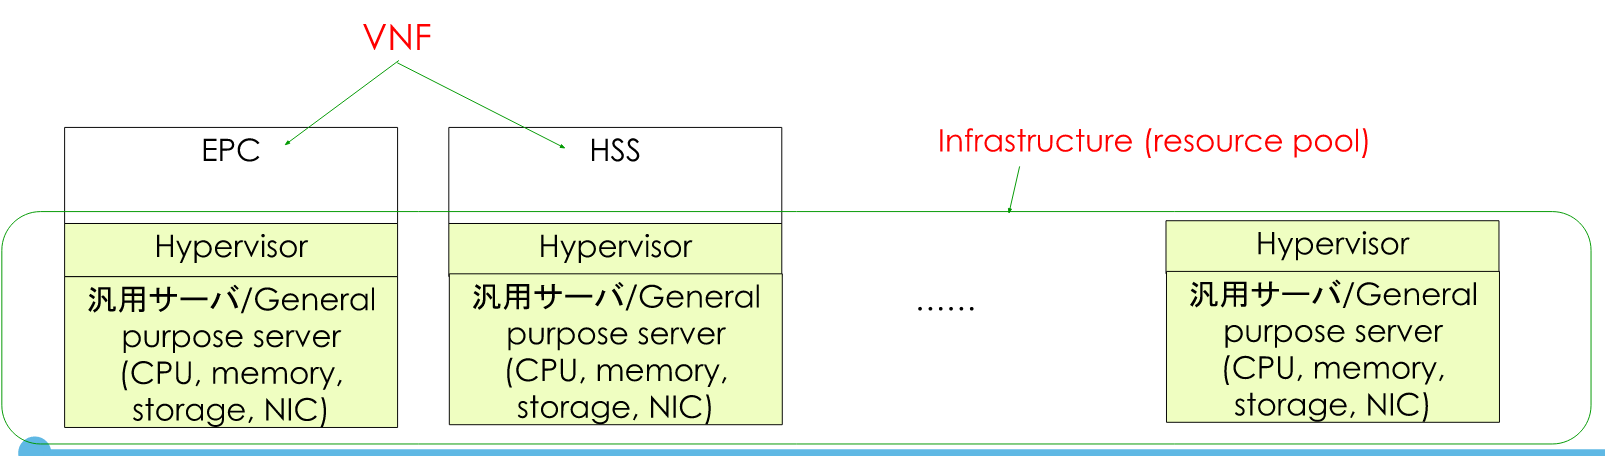 VNF
EPC
HSS
Infrastructure (resource pool)
Hypervisor
汎用サーバ/General
purpose server
(CPU, memory,
storage, NIC)
Hypervisor
汎用サーバ/General
purpose server
(CPU, memory,
storage, NIC)
……
Hypervisor
汎用サーバ/General
purpose server
(CPU, memory,
storage, NIC)